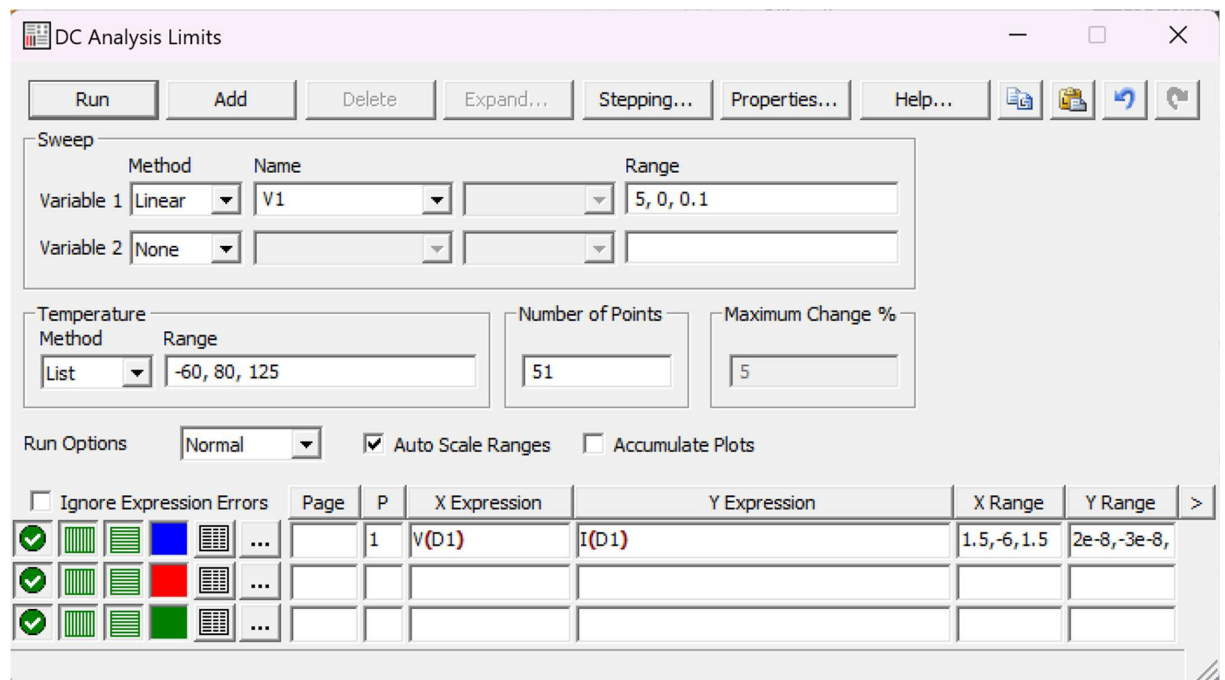 DC Analysis Limits
Run Add Delete Expand... Stepping... Properties... Help...
Sweep
Method Name Range
Variable 1 Linear V1 5, 0, 0.1
Variable 2 None
Temperature Number of Points Maximum Change %
Method Range
List -60, 80, 125 51 5
Run Options Normal Auto Scale Ranges Accumulate Plots
Ignore Expression Errors Page P X Expression Y Expression X Range Y Range >
... 1 V(D1) I(D1) 1.5,-6,1.5 2e-8,-3e-8,
...
...